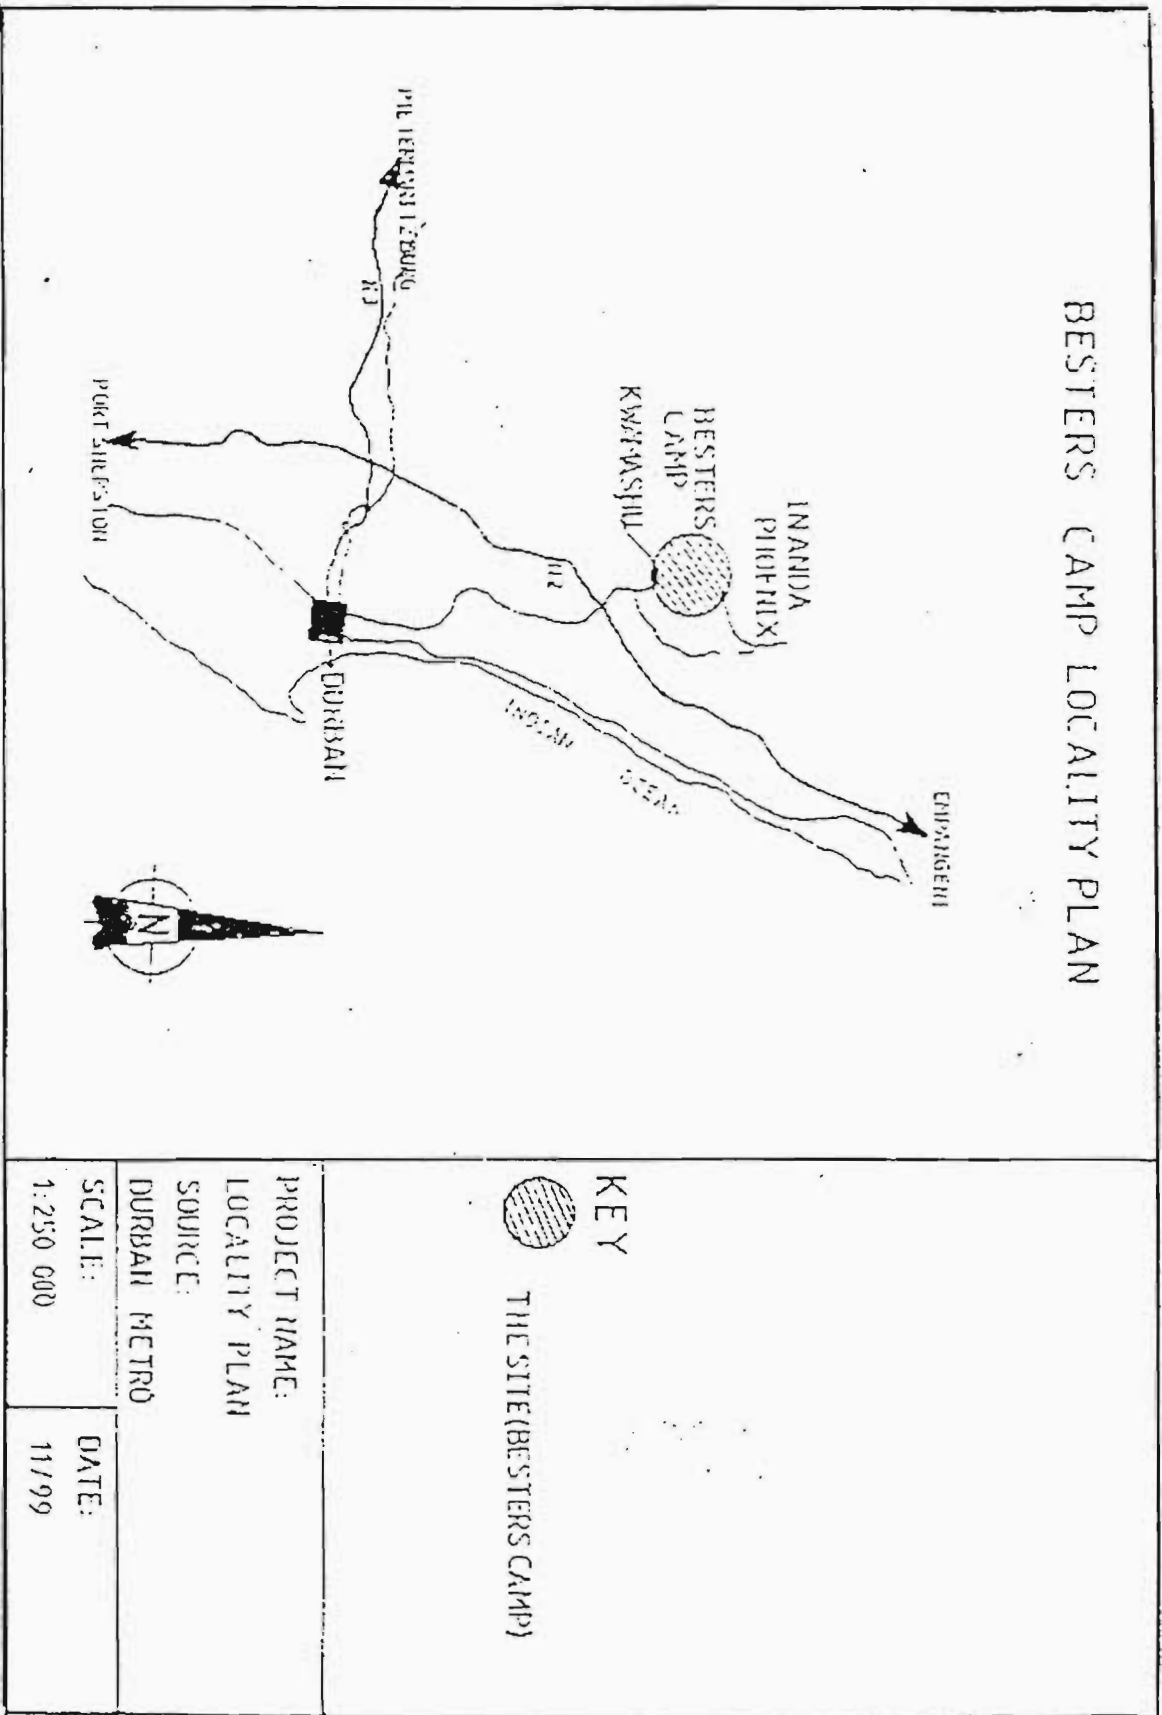 BESTERS CAMP LOCALITY PLAN
EMPANGENI
INANDA
PHOENIX
BESTERS
CAMP
KWAMASHU
N2
INDIAN OCEAN
PIETERMARITZBURG
N3
DURBAN
PORT SHEPSTON
N
KEY
THE SITE (BESTERS CAMP)
PROJECT NAME:
LOCALITY PLAN
SOURCE:
DURBAN METRO
SCALE:
1:250 000
DATE:
11/99